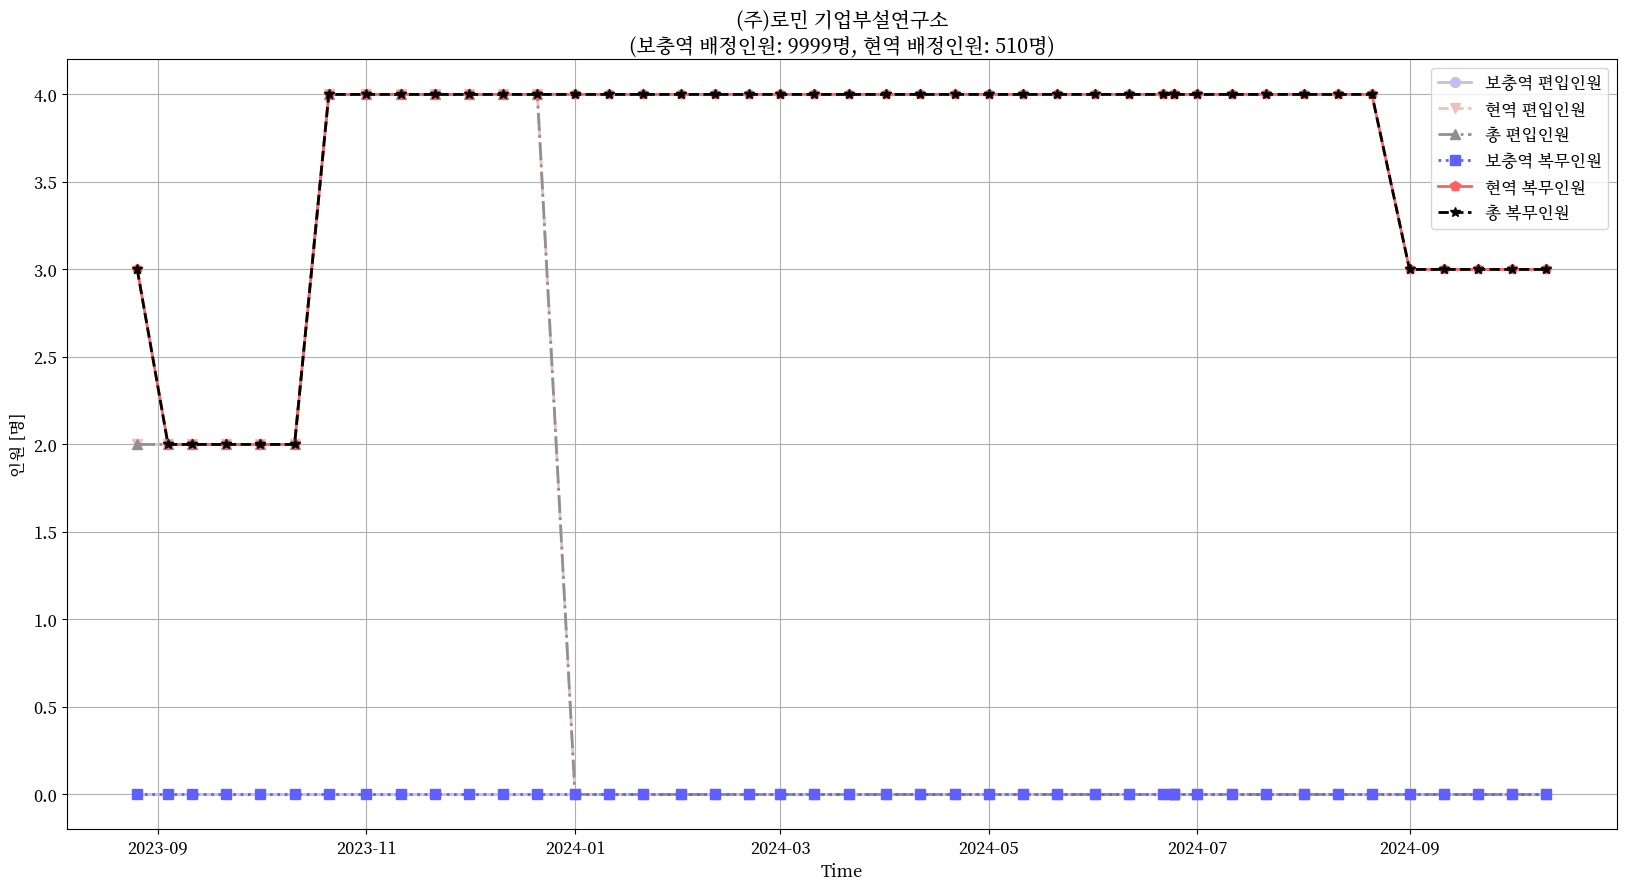 (주)로민 기업부설연구소
(보충역 배정인원: 9999명, 현역 배정인원: 510명)
보충역 편입인원
현역 편입인원
총 편입인원
보충역 복무인원
현역 복무인원
총 복무인원
인원 [명]
4.0
3.5
3.0
2.5
2.0
1.5
1.0
0.5
0.0
2023-09 2023-11 2024-01 2024-03 2024-05 2024-07 2024-09
Time